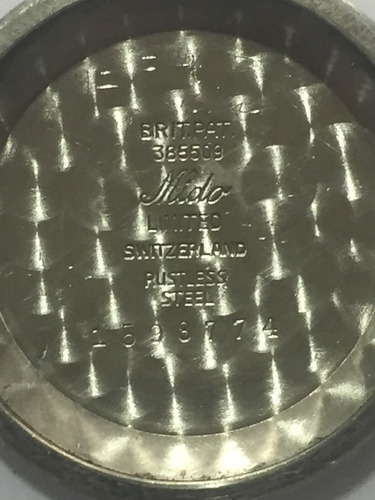 BRIT.PAT.
385509
Mido
LIMITED
SWITZERLAND
RUSTLESS
STEEL
1598774